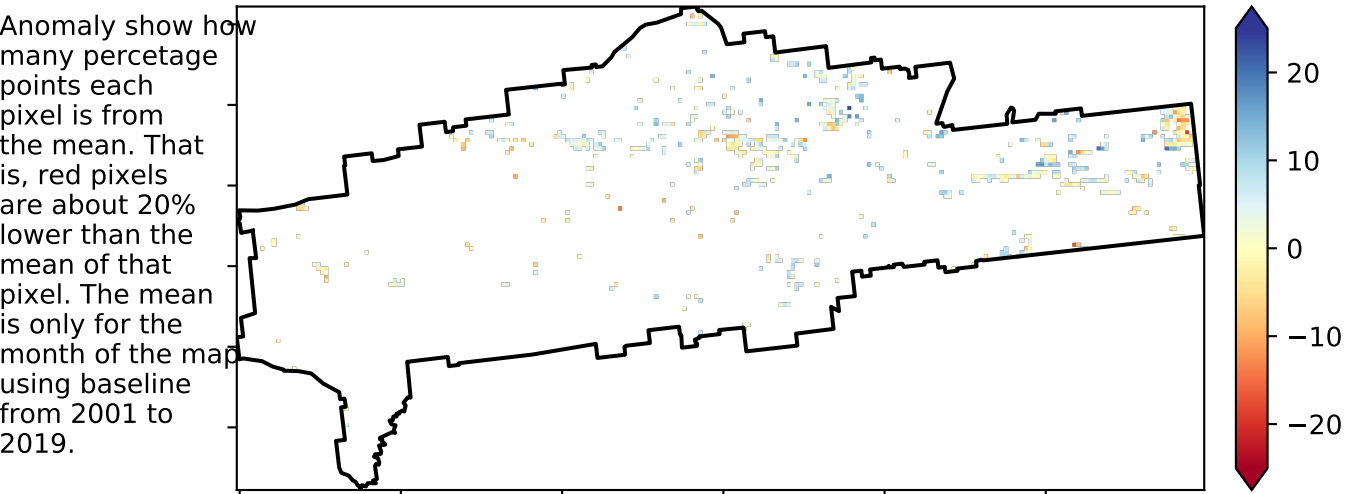 Anomaly show how
many percetage
points each
pixel is from
the mean. That
is, red pixels
are about 20%
lower than the
mean of that
pixel. The mean
is only for the
month of the map
using baseline
from 2001 to
2019.
20
10
0
−10
−20